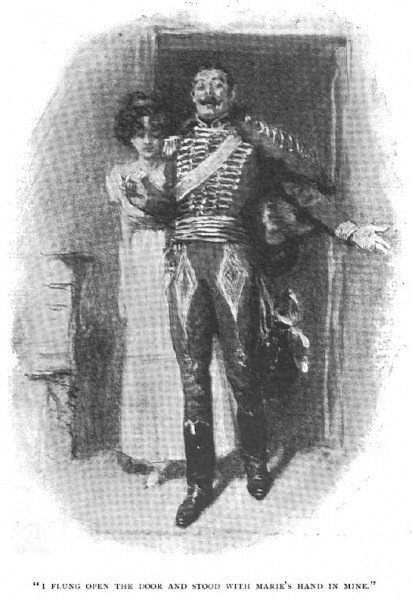 "I FLUNG OPEN THE DOOR AND STOOD WITH MARIE'S HAND IN MINE."